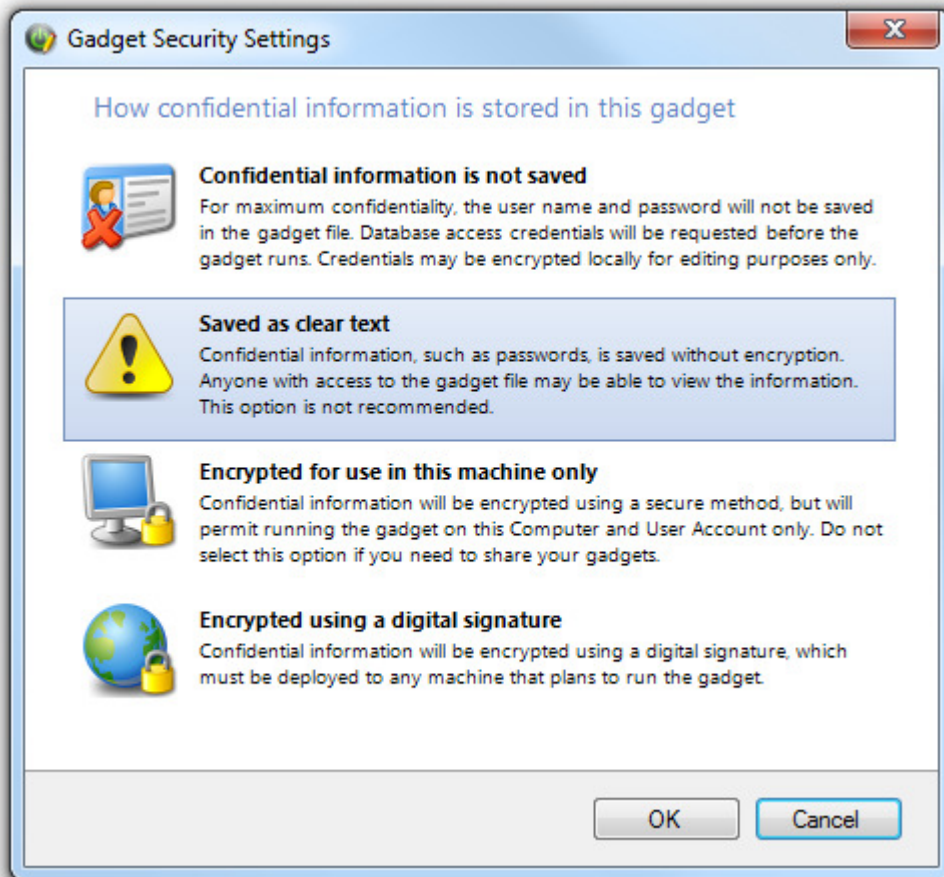 Gadget Security Settings
How confidential information is stored in this gadget
Confidential information is not saved
For maximum confidentiality, the user name and password will not be saved
in the gadget file. Database access credentials will be requested before the
gadget runs. Credentials may be encrypted locally for editing purposes only.
Saved as clear text
Confidential information, such as passwords, is saved without encryption.
Anyone with access to the gadget file may be able to view the information.
This option is not recommended.
Encrypted for use in this machine only
Confidential information will be encrypted using a secure method, but will
permit running the gadget on this Computer and User Account only. Do not
select this option if you need to share your gadgets.
Encrypted using a digital signature
Confidential information will be encrypted using a digital signature, which
must be deployed to any machine that plans to run the gadget.
OK
Cancel